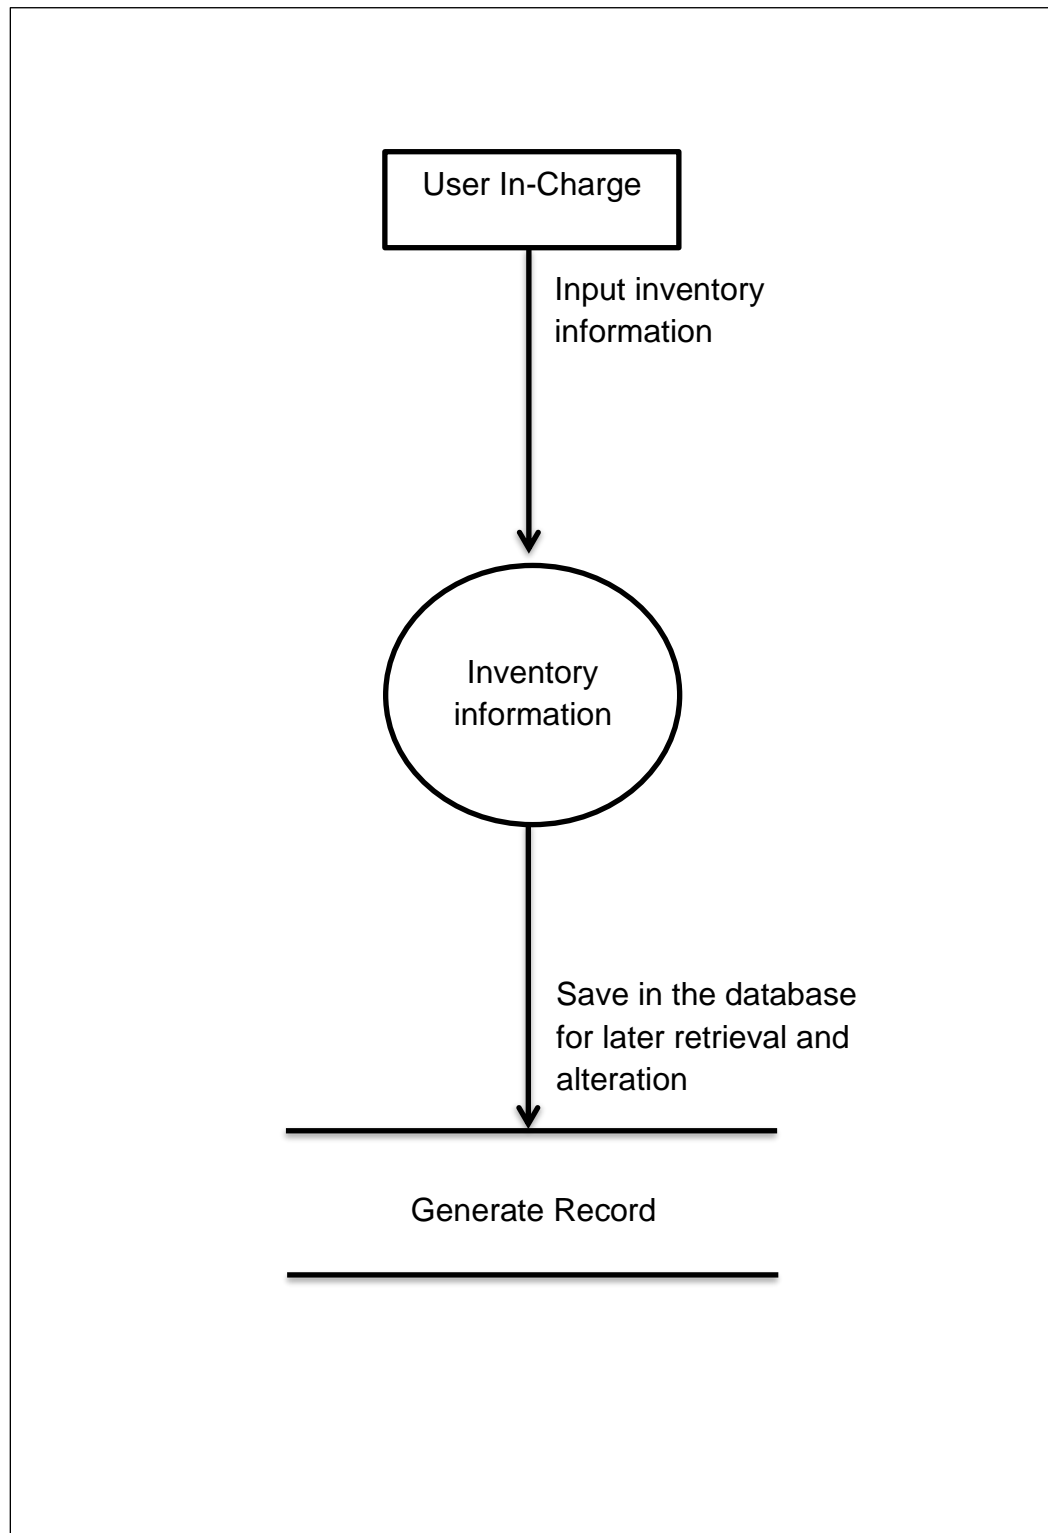 User In-Charge
Input inventory
information
Inventory
information
Save in the database
for later retrieval and
alteration
Generate Record